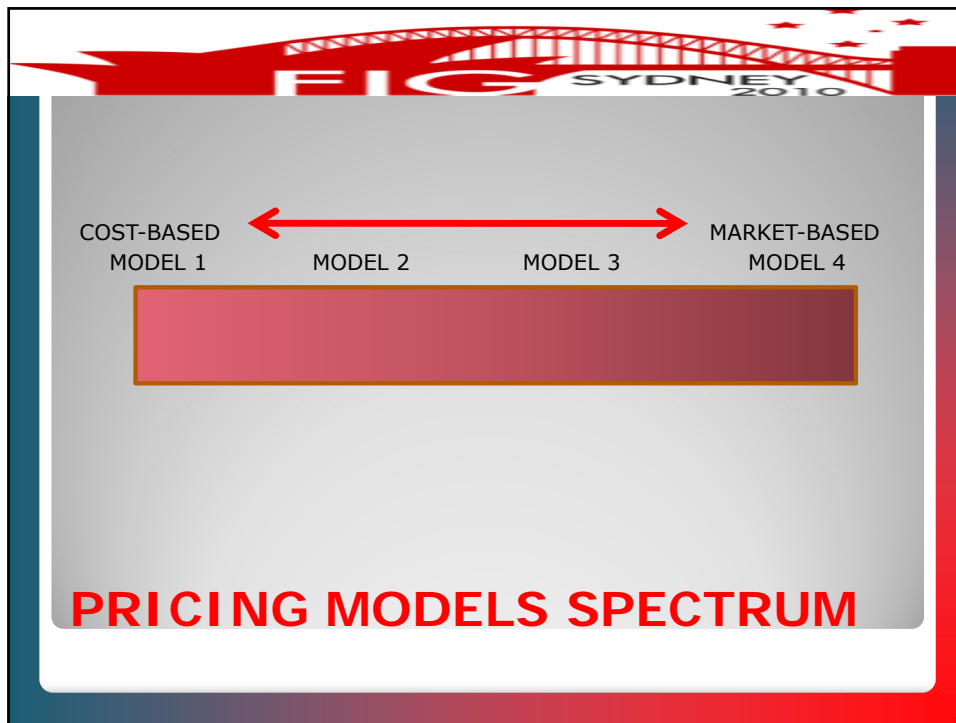 FIG SYDNEY
2010
COST-BASED MARKET-BASED
MODEL 1 MODEL 2 MODEL 3 MODEL 4
PRICING MODELS SPECTRUM